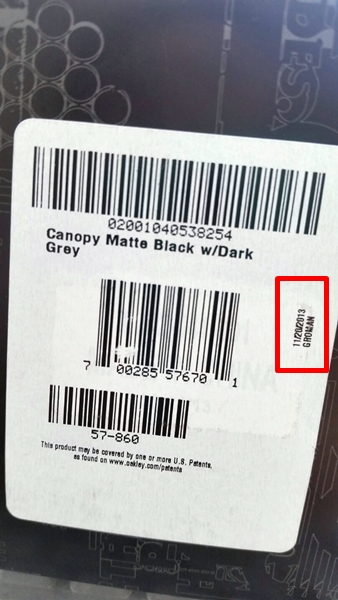 02001040538254
Canopy Matte Black w/Dark
Grey
11/20/2013
GROMAN
7 00285 57670 1
57-860
This product may be covered by one or more U.S. Patents,
as found on www.oakley.com/patents